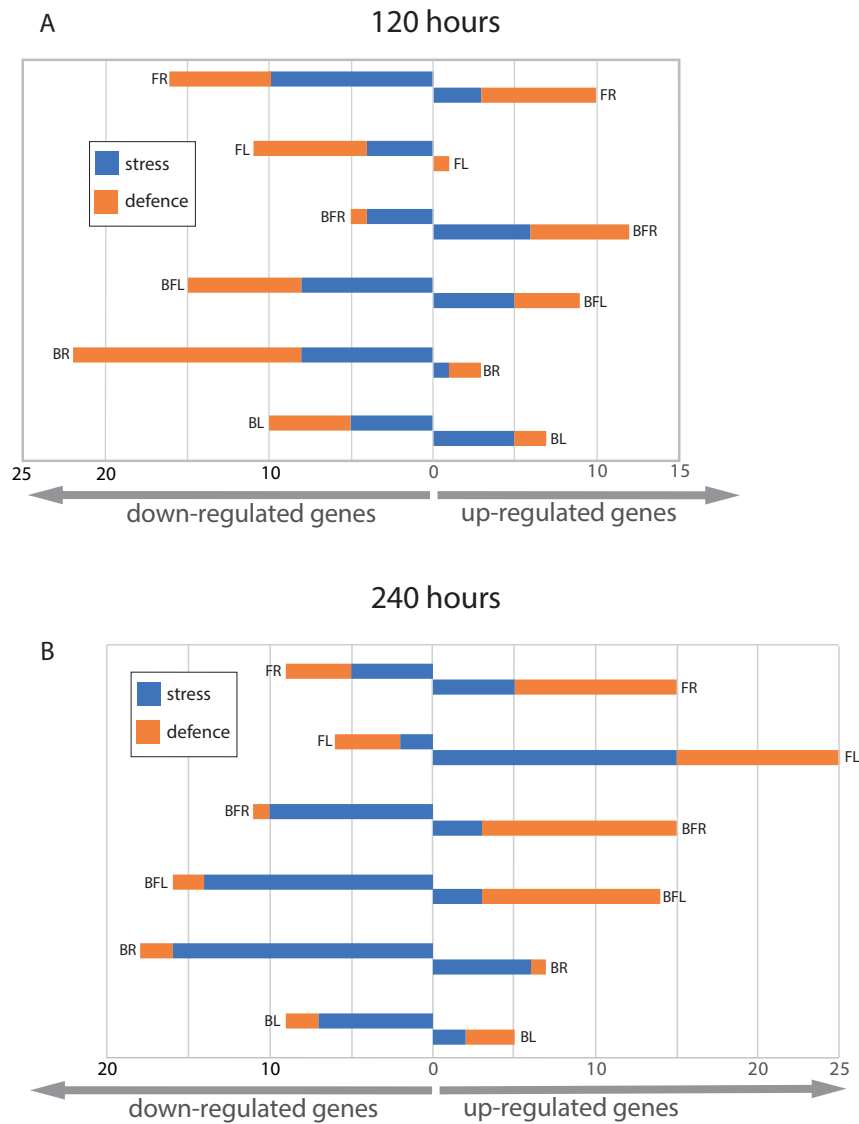 A
120 hours
FR
FR
FL
FL
stress
defence
BFR
BFR
BFL
BFL
BR
BR
BL
BL
25 20 10 0 10 15
down-regulated genes up-regulated genes
240 hours
B
FR
FR
stress
defence
FL
FL
BFR
BFR
BFL
BFL
BR
BR
BL
BL
20 10 0 10 20 25
down-regulated genes up-regulated genes